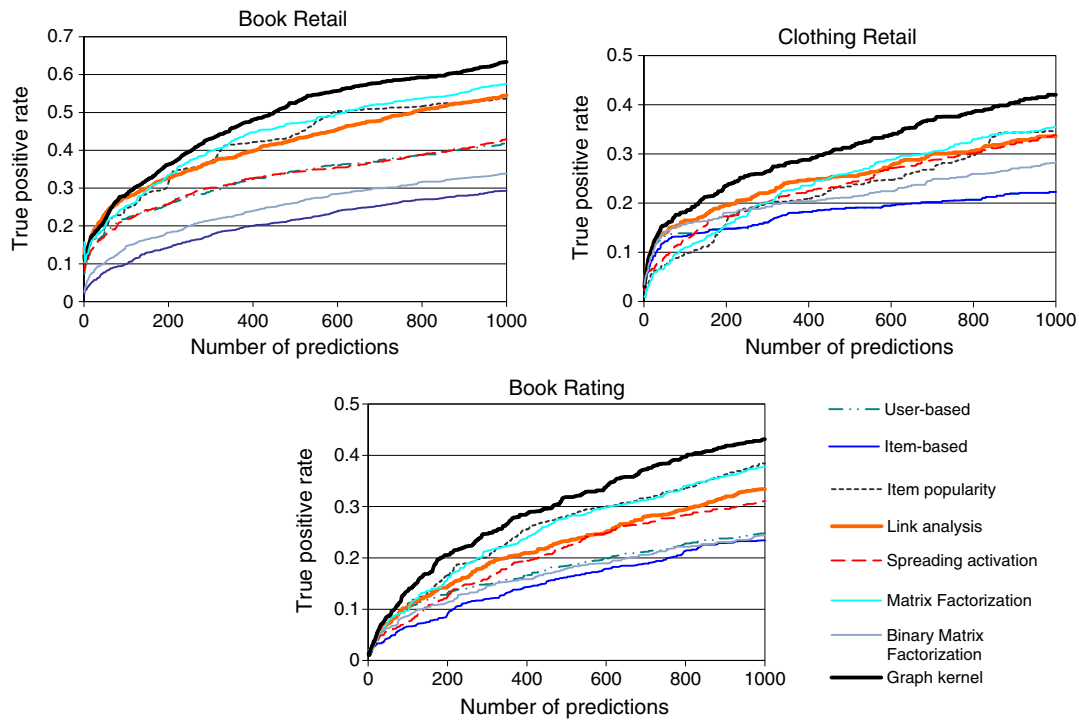 Book Retail
0.7
0.6
0.5
0.4
0.3
0.2
0.1
0
True positive rate
0 200 400 600 800 1000
Number of predictions
Clothing Retail
0.5
0.4
0.3
0.2
0.1
0
True positive rate
0 200 400 600 800 1000
Number of predictions
Book Rating
0.5
0.4
0.3
0.2
0.1
0
True positive rate
0 200 400 600 800 1000
Number of predictions
User-based
Item-based
Item popularity
Link analysis
Spreading activation
Matrix Factorization
Binary Matrix
Factorization
Graph kernel